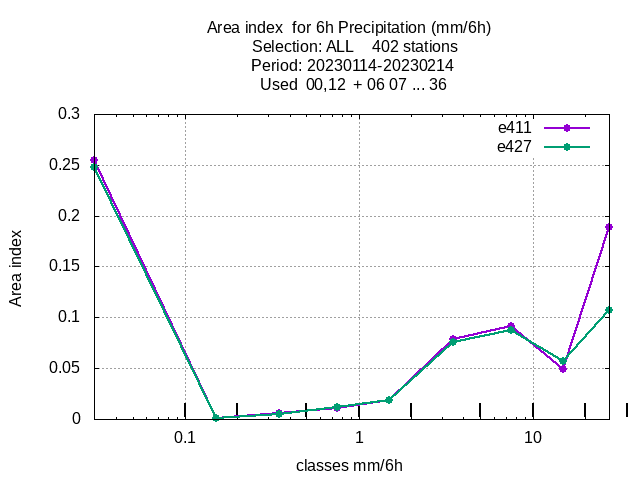 Area index  for 6h Precipitation (mm/6h)
Selection: ALL    402 stations
Period: 20230114-20230214
Used  00,12  + 06 07 ... 36
0.3
e411
e427
0.25
0.2
0.15
0.1
0.05
0
Area index
0.1 1 10
classes mm/6h